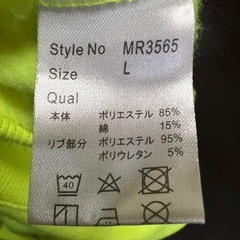 Style No MR3565
Size L
Qual
本体 ポリエステル 85%
綿 15%
リブ部分 ポリエステル 95%
ポリウレタン 5%
40